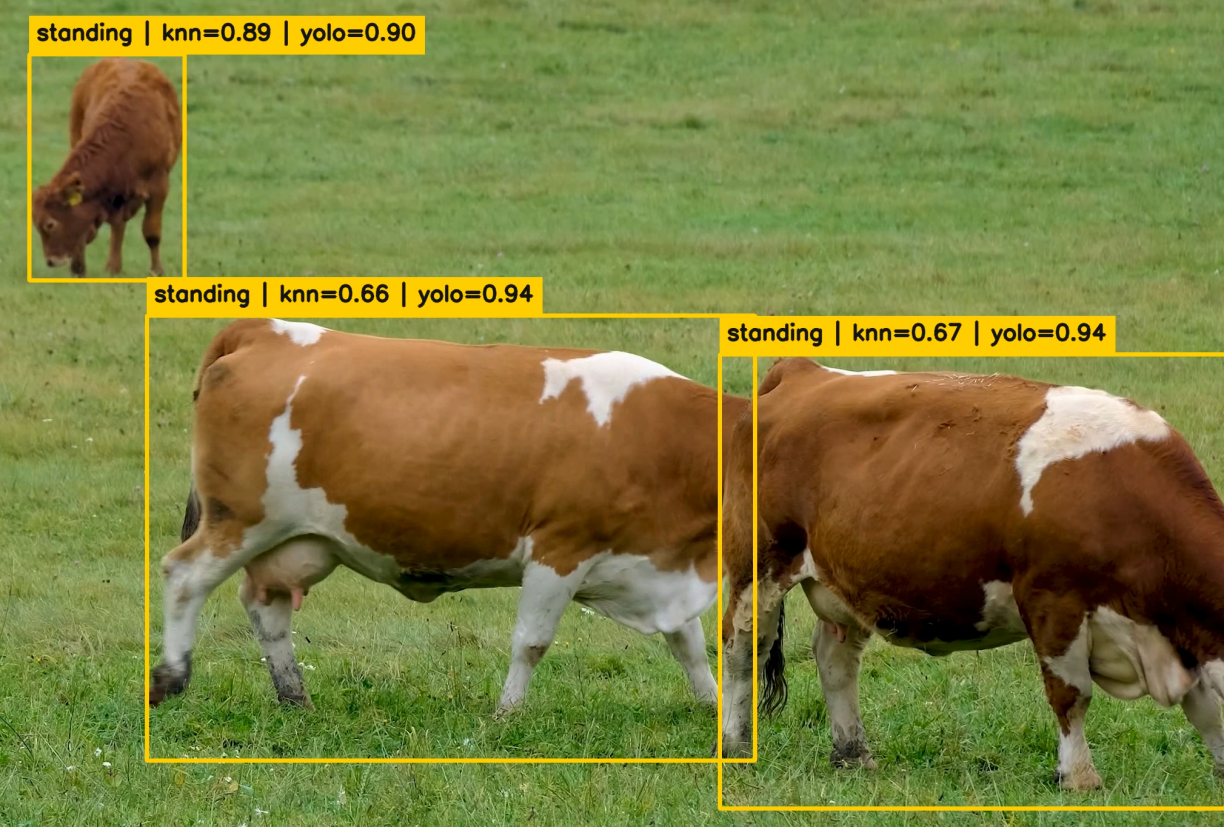 standing | knn=0.89 | yolo=0.90
standing | knn=0.66 | yolo=0.94
standing | knn=0.67 | yolo=0.94